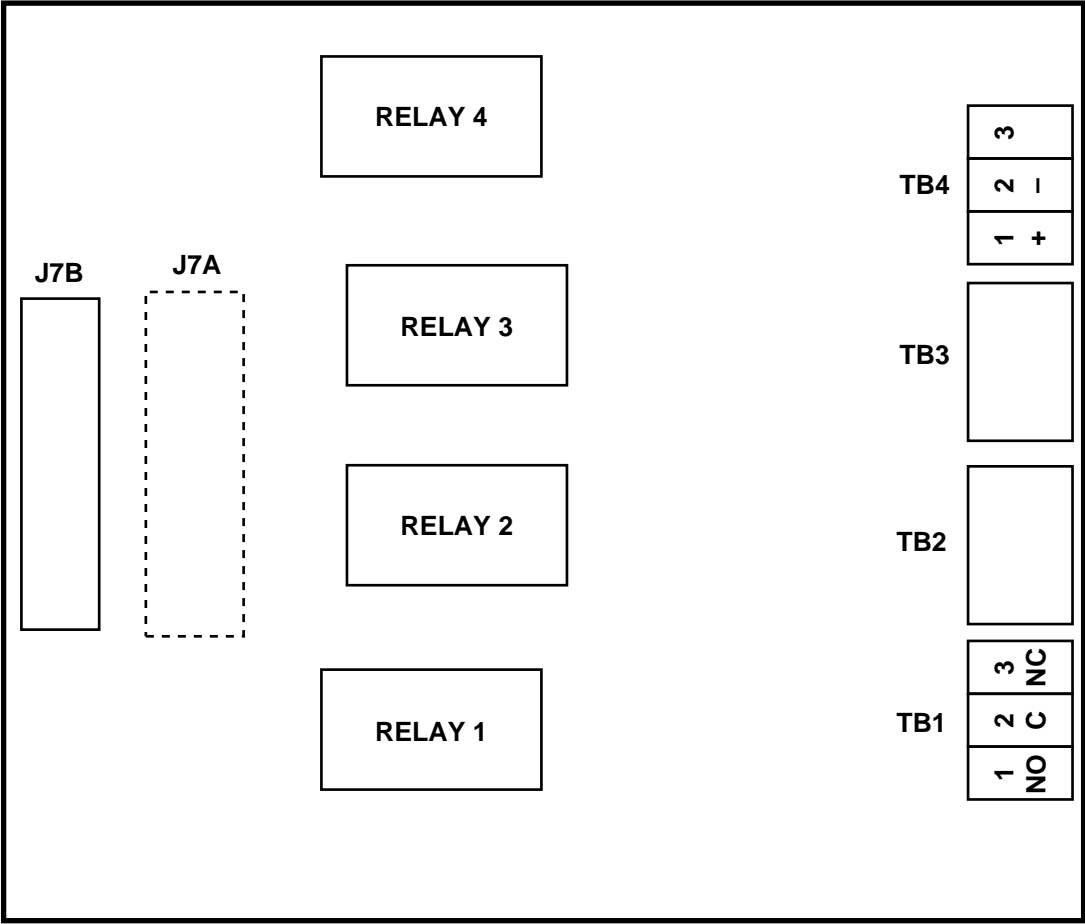 RELAY 4
3
TB4
2 –
1 +
J7B
J7A
RELAY 3
TB3
RELAY 2
TB2
3 NC
RELAY 1
TB1
2 C
1 NO